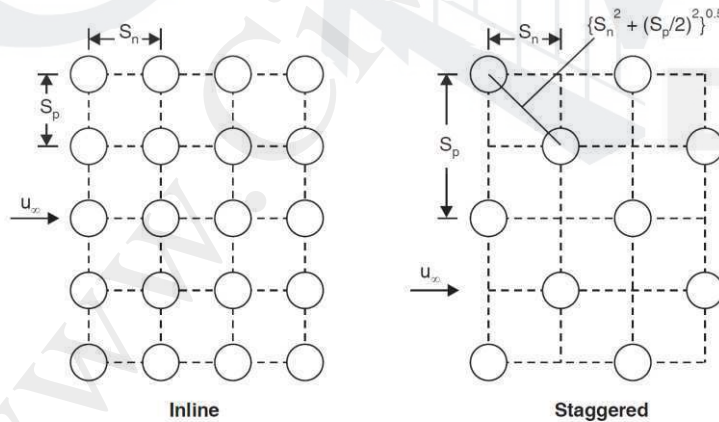 Sₙ
Sₚ
u∞
Inline
Sₙ
{Sₙ² + (Sₚ/2)²}⁰·⁵
Sₚ
u∞
Staggered